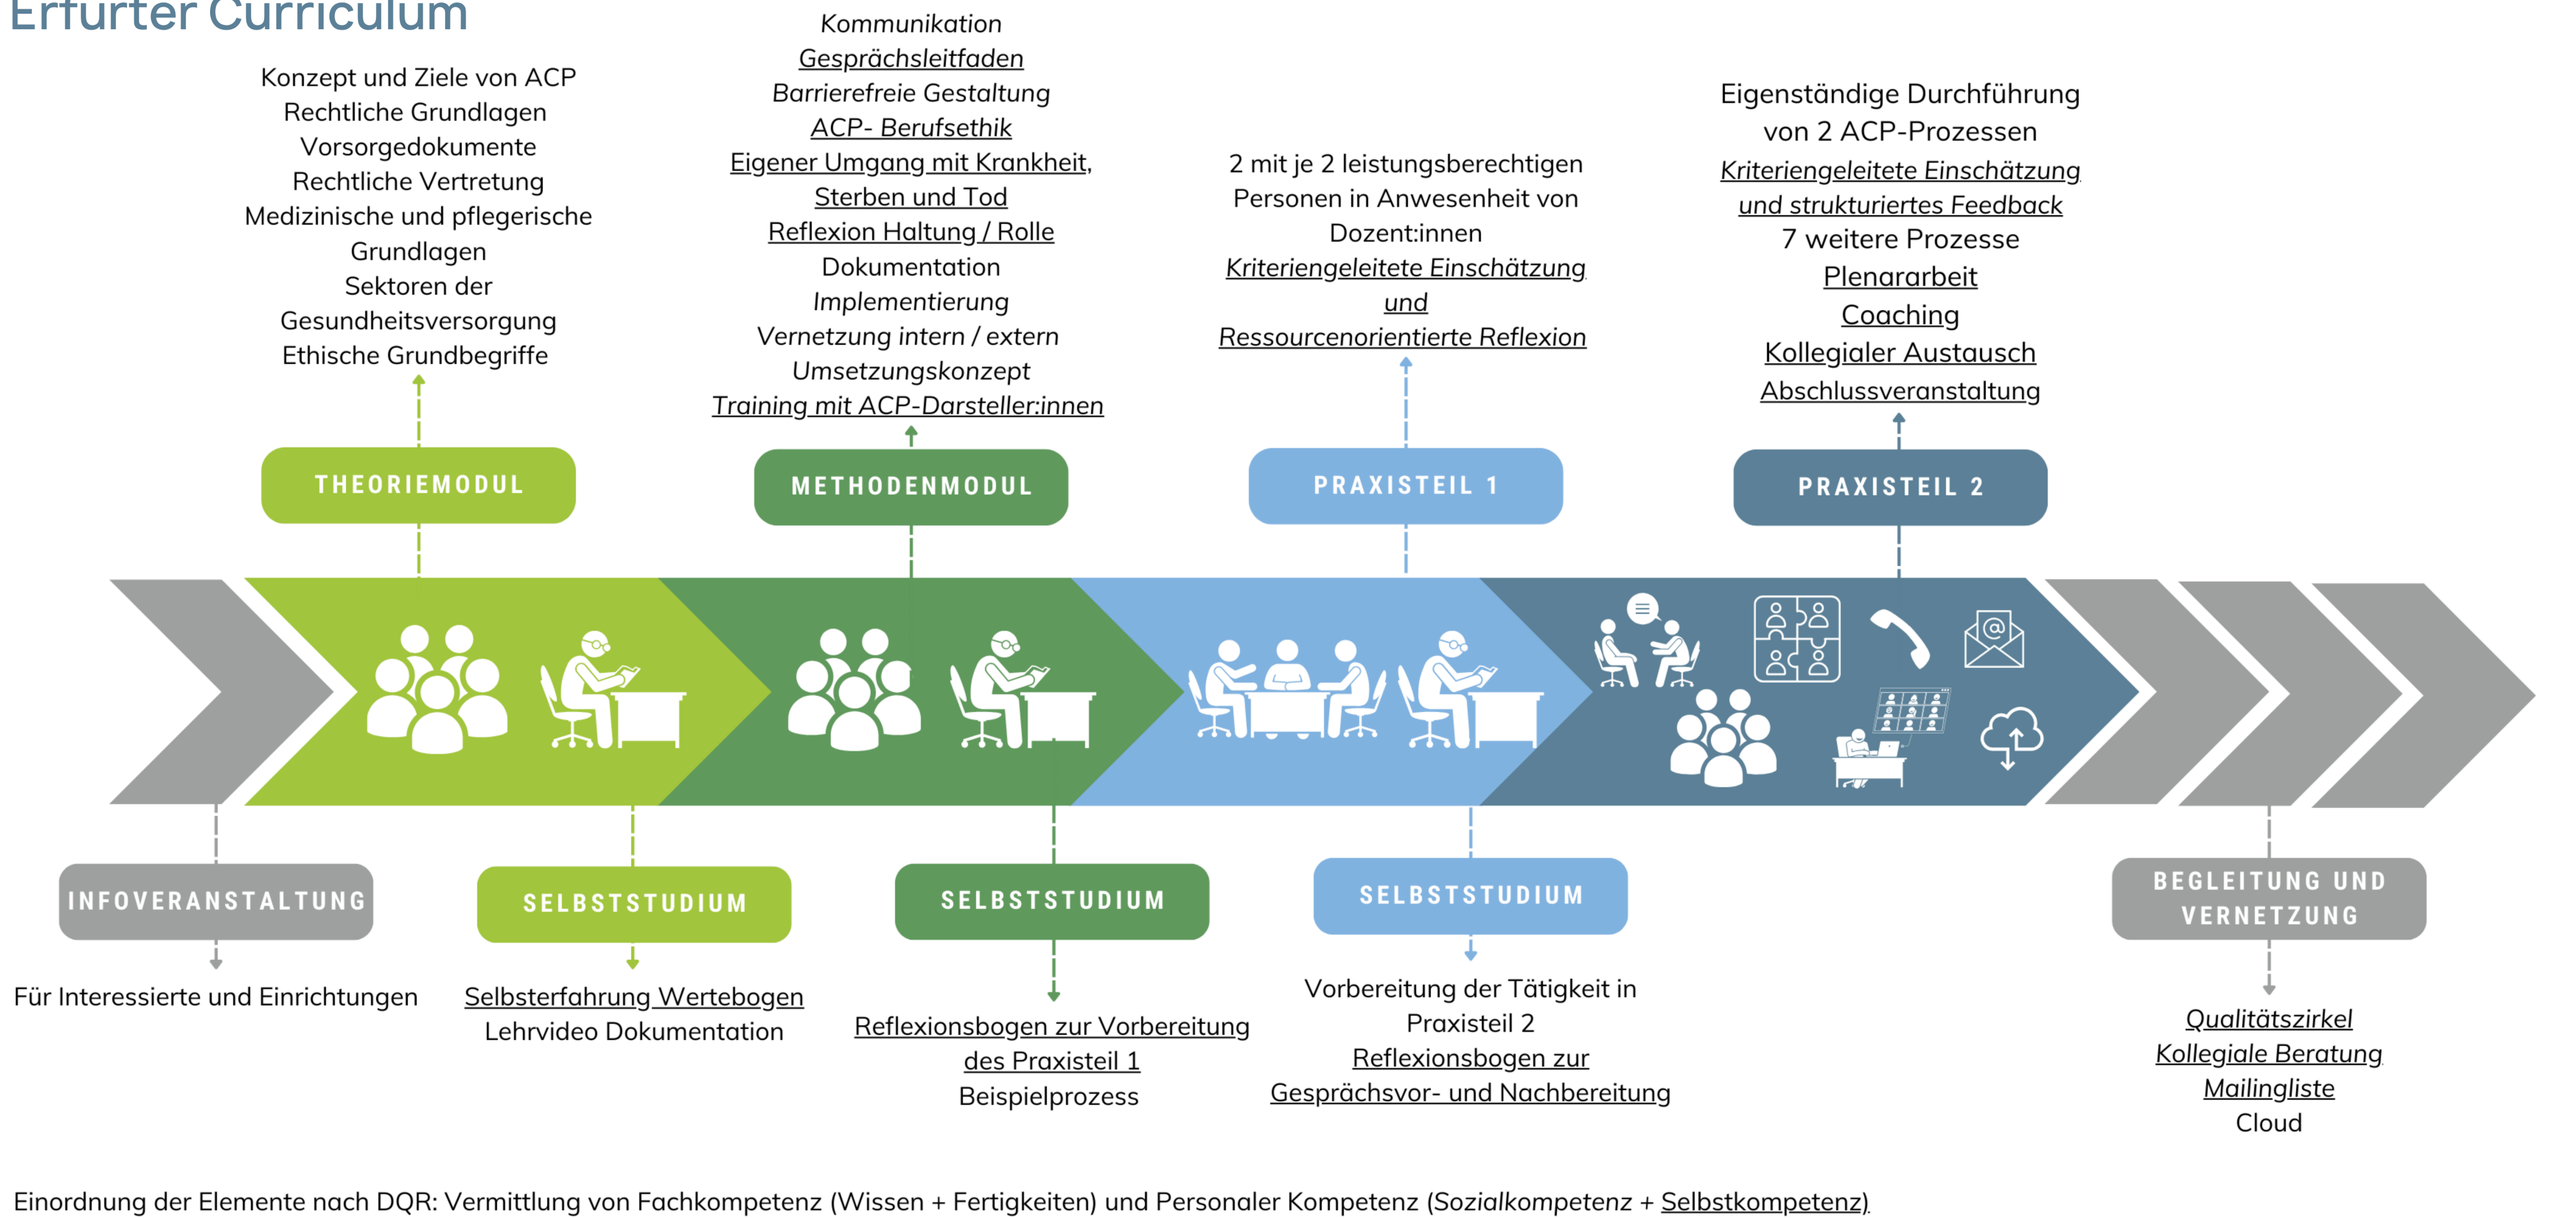 Erfurter Curriculum
Konzept und Ziele von ACP
Rechtliche Grundlagen
Vorsorgedokumente
Rechtliche Vertretung
Medizinische und pflegerische
Grundlagen
Sektoren der
Gesundheitsversorgung
Ethische Grundbegriffe
THEORIEMODUL
Kommunikation
Gesprächsleitfaden
Barrierefreie Gestaltung
ACP- Berufsethik
Eigener Umgang mit Krankheit,
Sterben und Tod
Reflexion Haltung / Rolle
Dokumentation
Implementierung
Vernetzung intern / extern
Umsetzungskonzept
Training mit ACP-Darsteller:innen
METHODENMODUL
2 mit je 2 leistungsberechtigen
Personen in Anwesenheit von
Dozent:innen
Kriteriengeleitete Einschätzung
und
Ressourcenorientierte Reflexion
PRAXISTEIL 1
Eigenständige Durchführung
von 2 ACP-Prozessen
Kriteriengeleitete Einschätzung
und strukturiertes Feedback
7 weitere Prozesse
Plenararbeit
Coaching
Kollegialer Austausch
Abschlussveranstaltung
PRAXISTEIL 2
@
INFOVERANSTALTUNG
Für Interessierte und Einrichtungen
SELBSTSTUDIUM
Selbsterfahrung Wertebogen
Lehrvideo Dokumentation
SELBSTSTUDIUM
Reflexionsbogen zur Vorbereitung
des Praxisteil 1
Beispielprozess
SELBSTSTUDIUM
Vorbereitung der Tätigkeit in
Praxisteil 2
Reflexionsbogen zur
Gesprächsvor- und Nachbereitung
BEGLEITUNG UND
VERNETZUNG
Qualitätszirkel
Kollegiale Beratung
Mailingliste
Cloud
Einordnung der Elemente nach DQR: Vermittlung von Fachkompetenz (Wissen + Fertigkeiten) und Personaler Kompetenz (Sozialkompetenz + Selbstkompetenz)